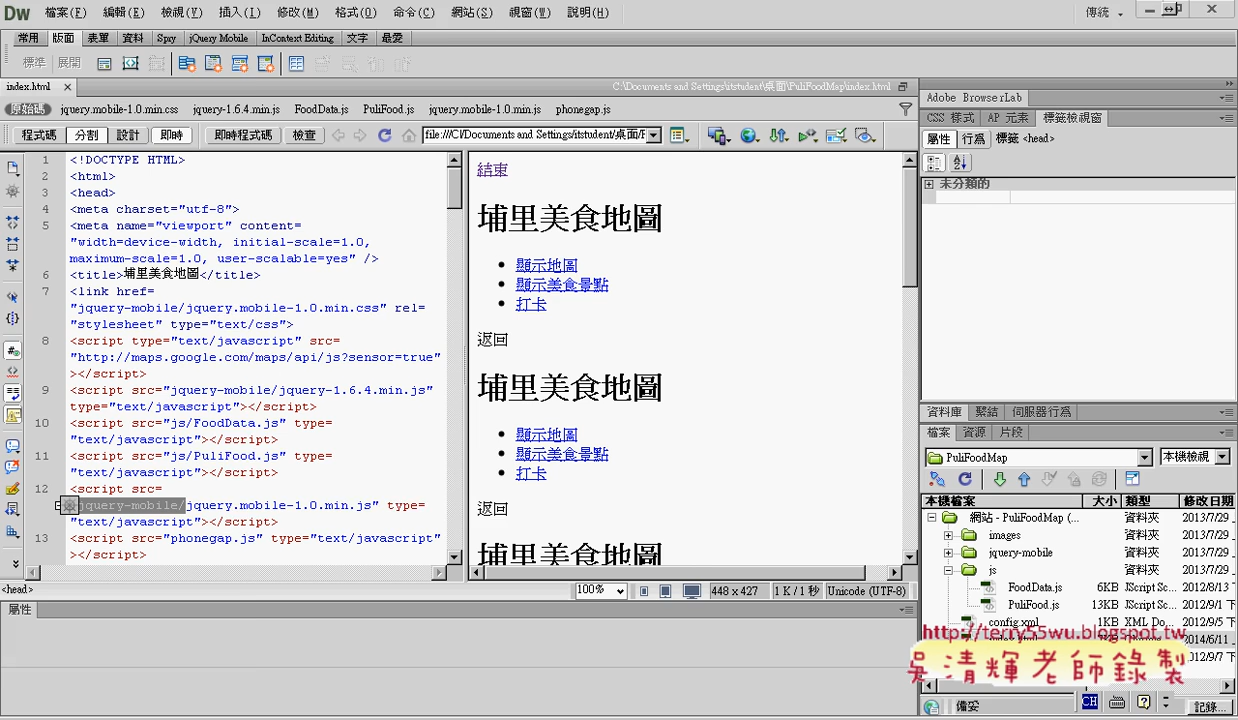 Dw 檔案(F) 編輯(E) 檢視(V) 插入(I) 修改(M) 格式(O) 命令(C) 網站(S) 視窗(W) 說明(H) 傳統
常用 版面 表單 資料 Spry jQuery Mobile InContext Editing 文字 最愛
標準 展開
index.html C:\Documents and Settings\itstudent\桌面\PuliFoodMap\index.html
原始碼 jquery.mobile-1.0.min.css jquery-1.6.4.min.js FoodData.js PuliFood.js jquery.mobile-1.0.min.js phonegap.js
程式碼 分割 設計 即時 即時程式碼 檢查 file:///C|/Documents and Settings/itstudent/桌面/F
1 <!DOCTYPE HTML>
2 <html>
3 <head>
4 <meta charset="utf-8">
5 <meta name="viewport" content=
"width=device-width, initial-scale=1.0,
maximum-scale=1.0, user-scalable=yes" />
6 <title>埔里美食地圖</title>
7 <link href=
"jquery-mobile/jquery.mobile-1.0.min.css" rel=
"stylesheet" type="text/css">
8 <script type="text/javascript" src=
"http://maps.google.com/maps/api/js?sensor=true"
></script>
9 <script src="jquery-mobile/jquery-1.6.4.min.js"
type="text/javascript"></script>
10 <script src="js/FoodData.js" type=
"text/javascript"></script>
11 <script src="js/PuliFood.js" type=
"text/javascript"></script>
12 <script src=
jquery-mobile/jquery.mobile-1.0.min.js" type=
"text/javascript"></script>
13 <script src="phonegap.js" type="text/javascript"
></script>
結束
埔里美食地圖
顯示地圖
顯示美食景點
打卡
返回
埔里美食地圖
顯示地圖
顯示美食景點
打卡
返回
埔里美食地圖
<head> 100% 448 x 427 1 K / 1 秒 Unicode (UTF-8)
屬性
Adobe BrowserLab
CSS 樣式 AP 元素 標籤檢視窗
屬性 行為 標籤 <head>
未分類的
資料庫 繫結 伺服器行為
檔案 資源 片段
PuliFoodMap 本機檢視
本機檔案 大小 類型 修改日期
網站 - PuliFoodMap (... 資料夾 2013/7/29
images 資料夾 2013/7/29
jquery-mobile 資料夾 2013/7/29
js 資料夾 2013/7/29
FoodData.js 6KB JScript Sc... 2012/8/13
PuliFood.js 13KB JScript Sc... 2012/9/1 下
config.xml 1KB XML Do... 2012/9/5 下
2014/6/11
2012/9/7 下
http://terry55wu.blogspot.tw
吳清輝老師錄製
備妥 CH 記錄...